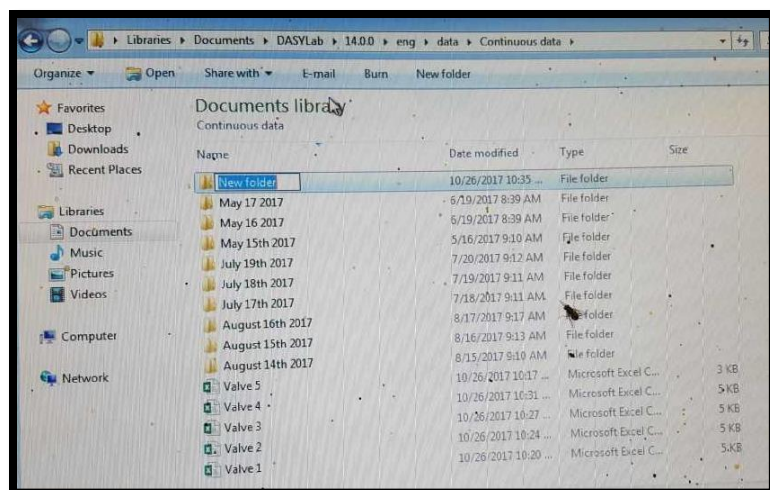 Libraries ▸ Documents ▸ DASYLab ▸ 14.0.0 ▸ eng ▸ data ▸ Continuous data ▸
Organize Open Share with E-mail Burn New folder
Favorites
Desktop
Downloads
Recent Places
Libraries
Documents
Music
Pictures
Videos
Computer
Network
Documents library
Continuous data
Name Date modified Type Size
New folder 10/26/2017 10:35 ... File folder
May 17 2017 6/19/2017 8:39 AM File folder
May 16 2017 6/19/2017 8:39 AM File folder
May 15th 2017 5/16/2017 9:10 AM File folder
July 19th 2017 7/20/2017 9:12 AM File folder
July 18th 2017 7/19/2017 9:11 AM File folder
July 17th 2017 7/18/2017 9:11 AM File folder
August 16th 2017 8/17/2017 9:17 AM File folder
August 15th 2017 8/16/2017 9:13 AM File folder
August 14th 2017 8/15/2017 9:10 AM File folder
Valve 5 10/26/2017 10:17 ... Microsoft Excel C... 3 KB
Valve 4 10/26/2017 10:31 ... Microsoft Excel C... 5 KB
Valve 3 10/26/2017 10:27 ... Microsoft Excel C... 5 KB
Valve 2 10/26/2017 10:24 ... Microsoft Excel C... 5 KB
Valve 1 10/26/2017 10:20 ... Microsoft Excel C... 5 KB